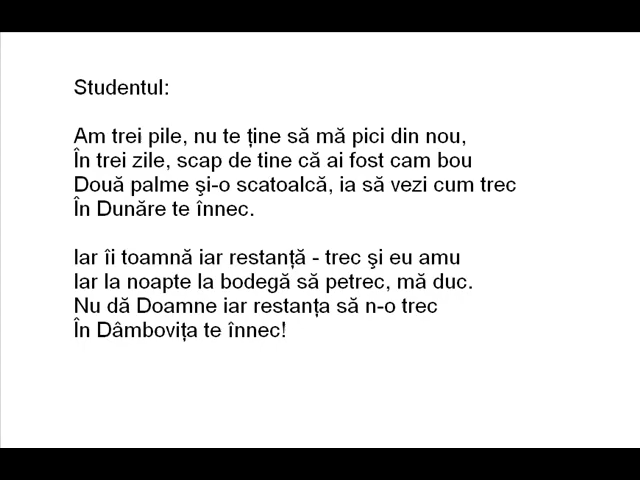 Studentul:
Am trei pile, nu te ține să mă pici din nou,
În trei zile, scap de tine că ai fost cam bou
Două palme şi-o scatoalcă, ia să vezi cum trec
În Dunăre te înnec.
Iar îi toamnă iar restanță - trec şi eu amu
Iar la noapte la bodegă să petrec, mă duc.
Nu dă Doamne iar restanța să n-o trec
În Dâmbovița te înnec!